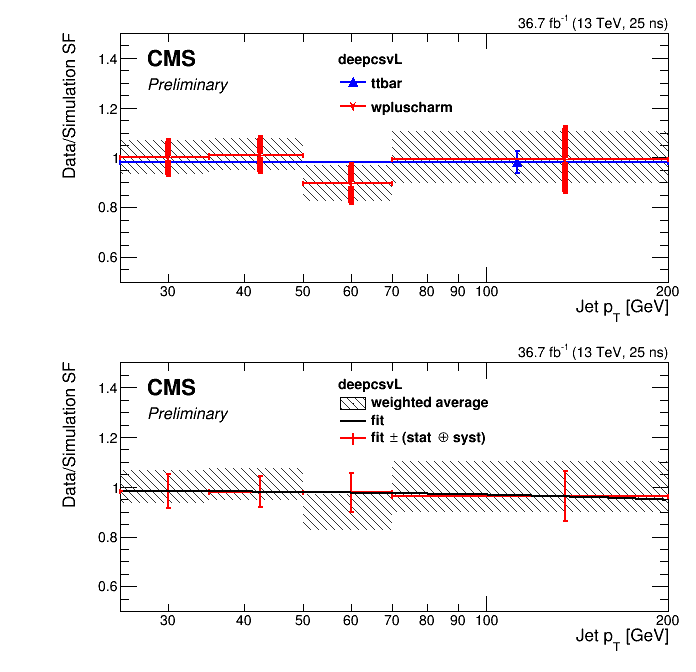 36.7 fb⁻¹ (13 TeV, 25 ns)
Data/Simulation SF
CMS
Preliminary
deepcsvL
ttbar
wpluscharm
1.4
1.2
1
0.8
0.6
30 40 50 60 70 80 90 100 200
Jet p_T [GeV]
36.7 fb⁻¹ (13 TeV, 25 ns)
Data/Simulation SF
CMS
Preliminary
deepcsvL
weighted average
fit
fit ± (stat ⊕ syst)
1.4
1.2
1
0.8
0.6
30 40 50 60 70 80 90 100 200
Jet p_T [GeV]